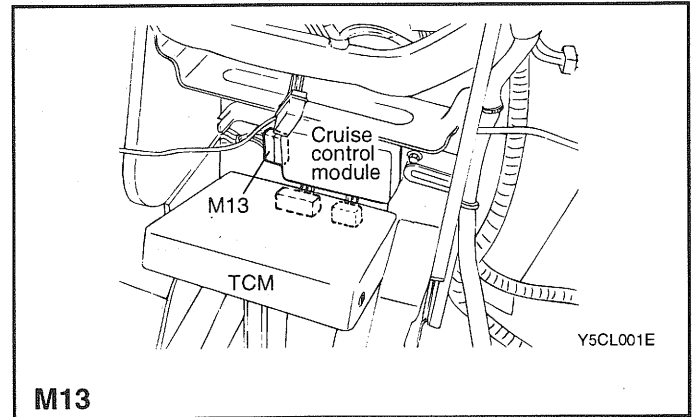 Cruise
control
module
M13
TCM
Y5CL001E
M13